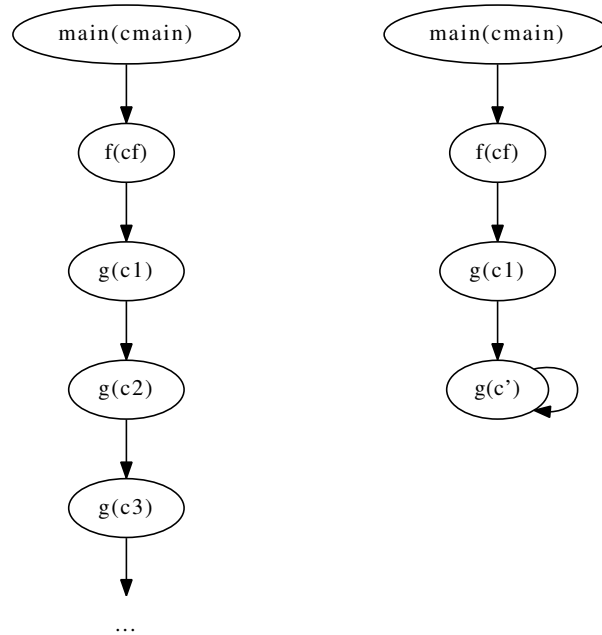 main(cmain)
f(cf)
g(c1)
g(c2)
g(c3)
...
main(cmain)
f(cf)
g(c1)
g(c’)